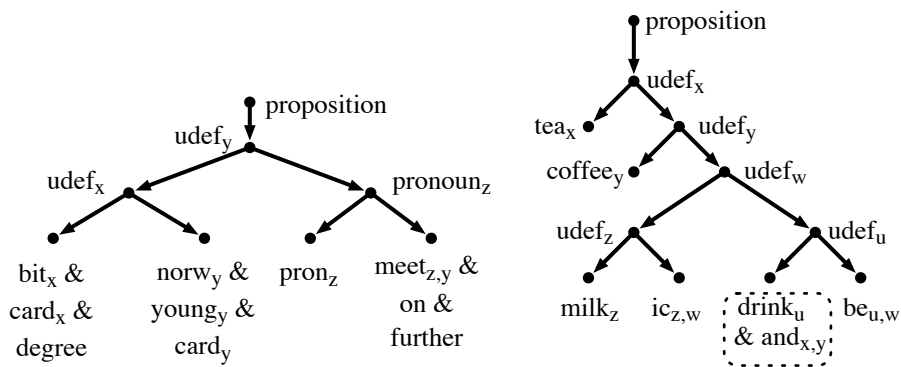 proposition
udef_y
udef_x
pronoun_z
bit_x &
card_x &
degree
norw_y &
young_y &
card_y
pron_z
meet_z,y &
on &
further
proposition
udef_x
tea_x
udef_y
coffee_y
udef_w
udef_z
udef_u
milk_z
ic_z,w
drink_u
& and_x,y
be_u,w